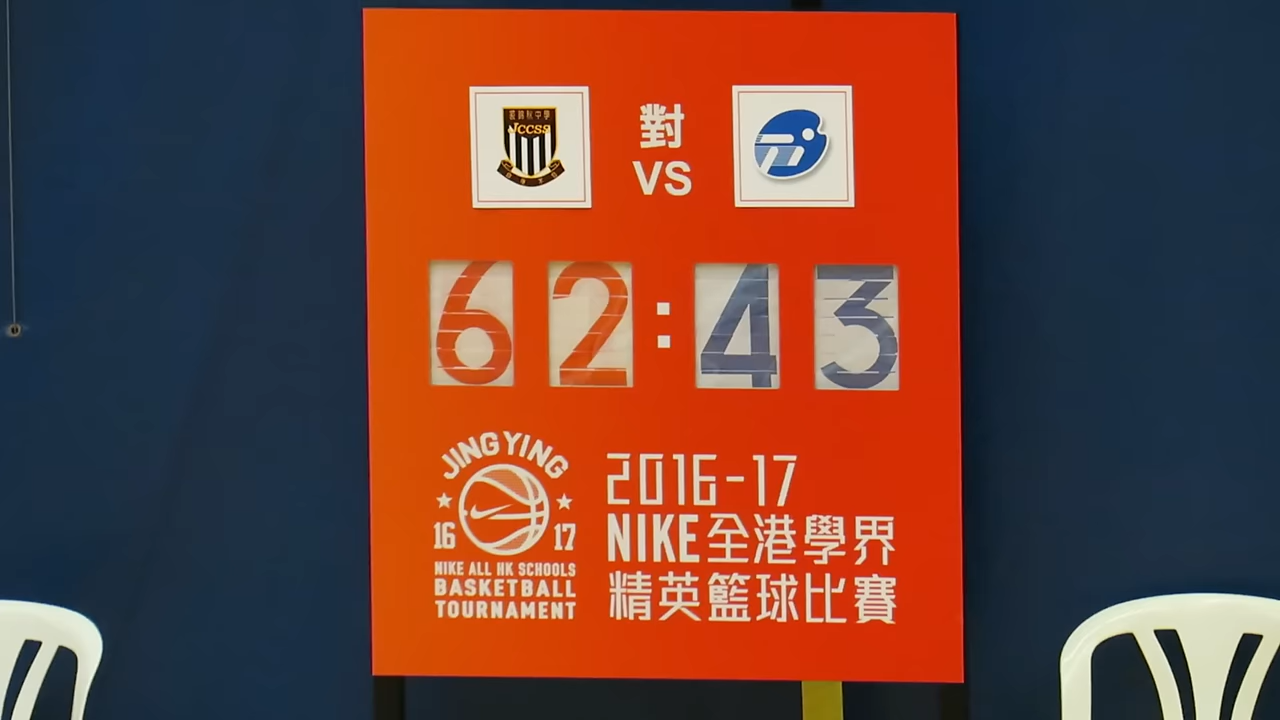 JCCSS
對
VS
62:43
JING YING
16 17
NIKE ALL HK SCHOOLS
BASKETBALL
TOURNAMENT
2016-17
NIKE全港學界
精英籃球比賽